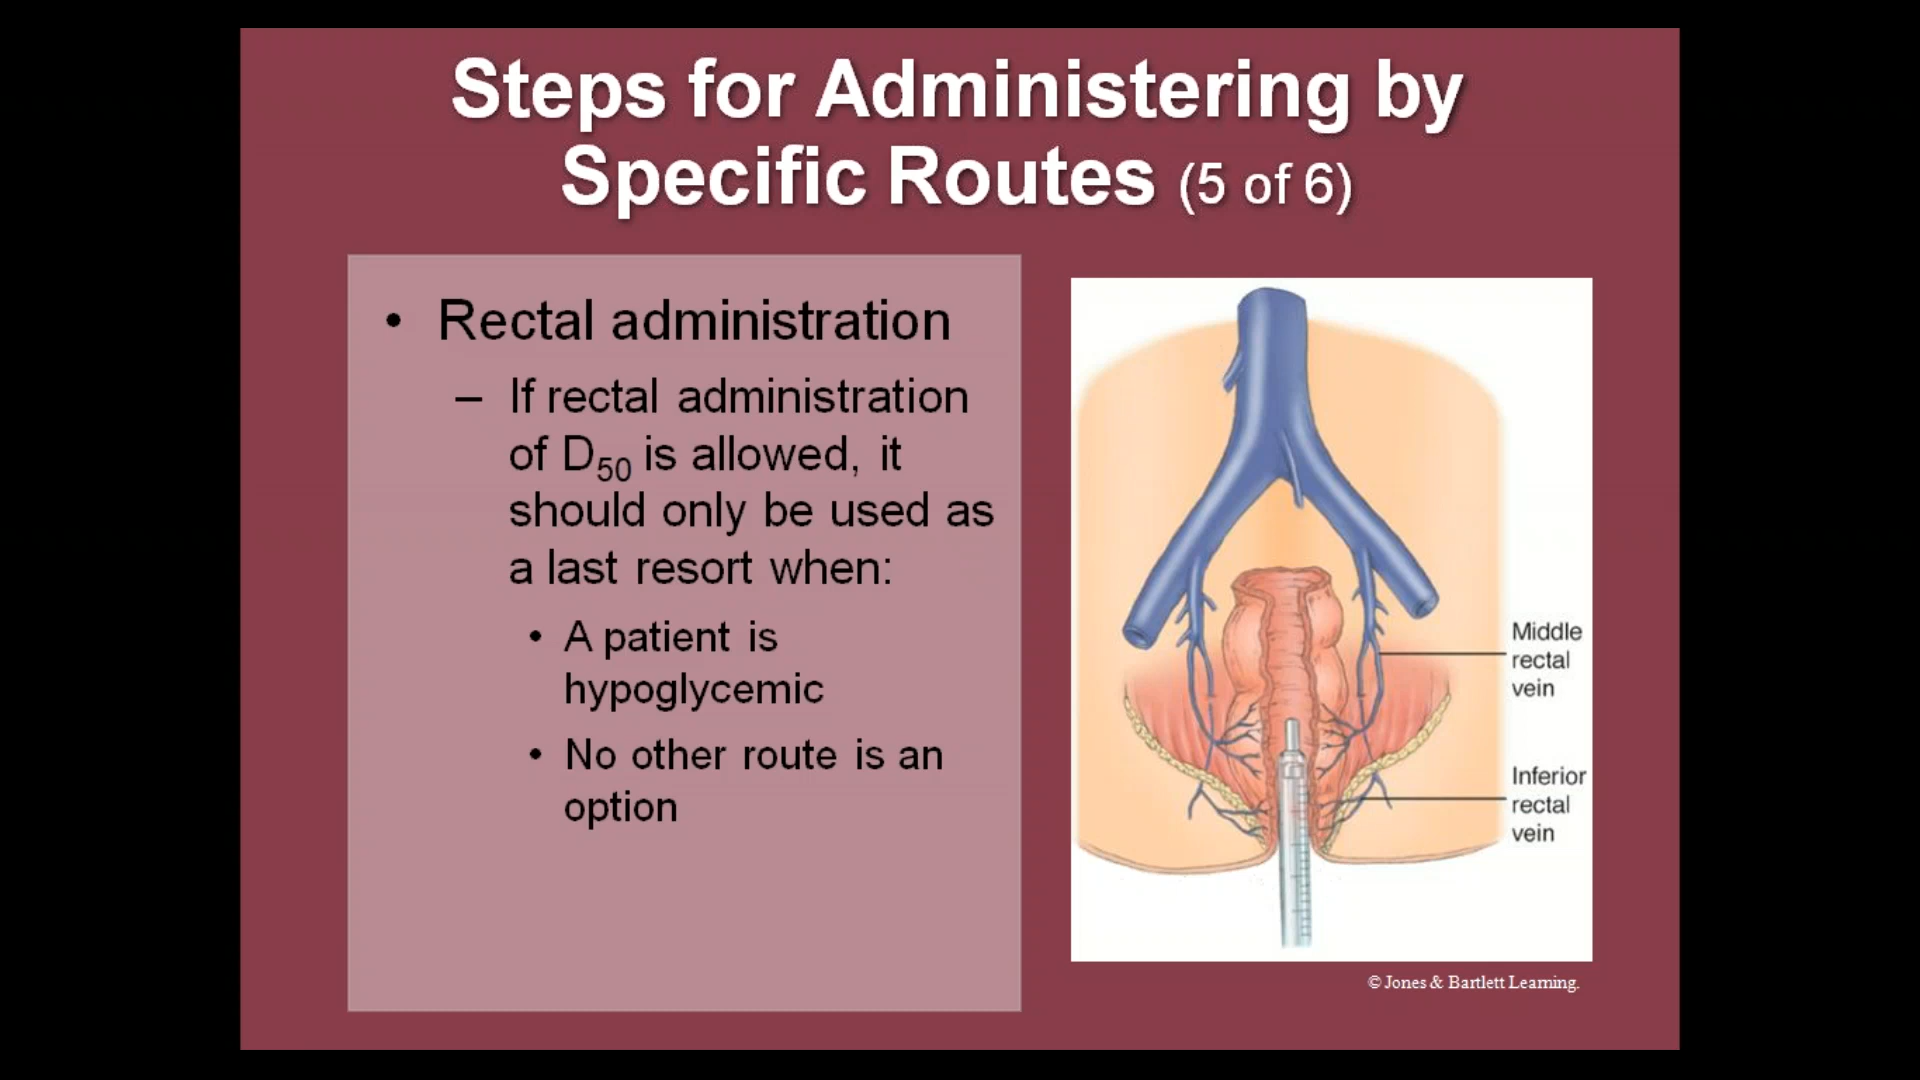 Steps for Administering by
Specific Routes (5 of 6)
• Rectal administration
– If rectal administration
of D50 is allowed, it
should only be used as
a last resort when:
• A patient is
hypoglycemic
• No other route is an
option
Middle
rectal
vein
Inferior
rectal
vein
© Jones & Bartlett Learning.